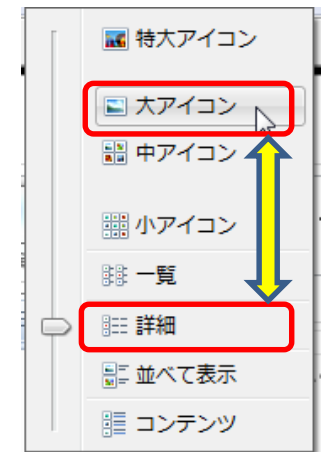 特大アイコン
大アイコン
中アイコン
小アイコン
一覧
詳細
並べて表示
コンテンツ